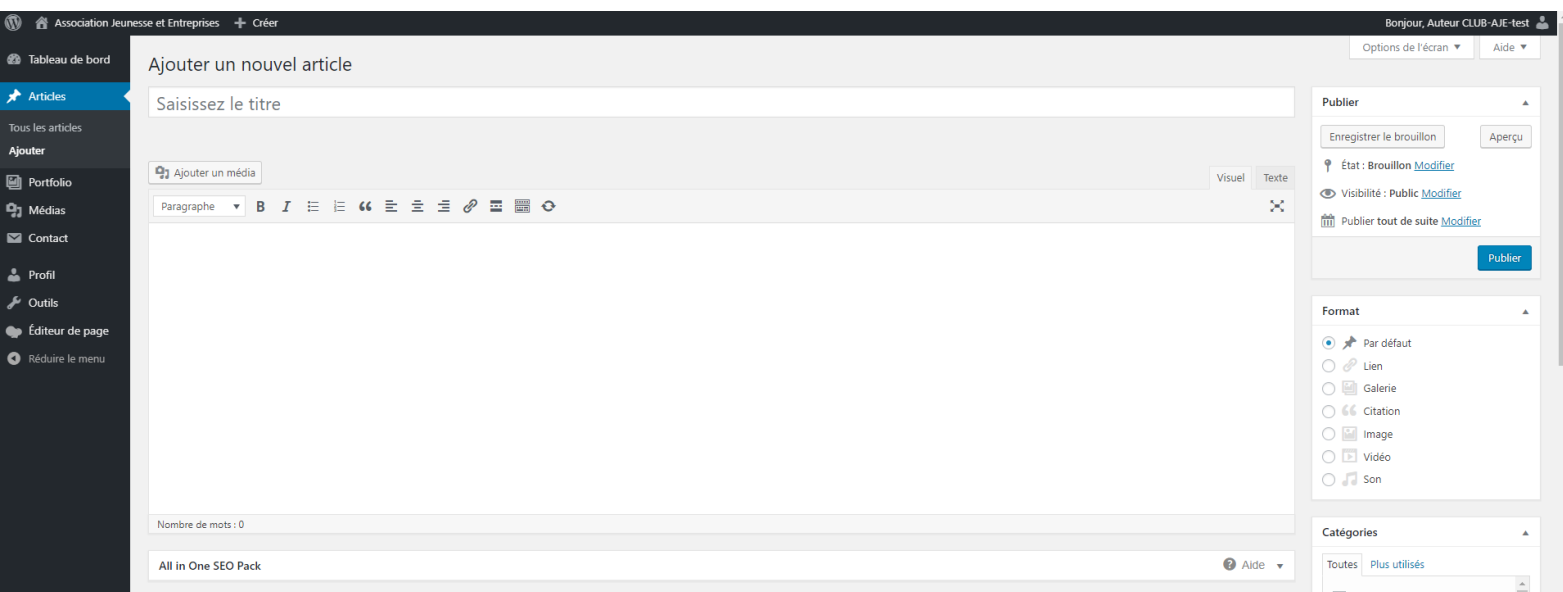 Association Jeunesse et Entreprises + Créer Bonjour, Auteur CLUB-AJE-test
Options de l'écran ▼ Aide ▼
Tableau de bord
Articles
Tous les articles
Ajouter
Portfolio
Médias
Contact
Profil
Outils
Éditeur de page
Réduire le menu
Ajouter un nouvel article
Saisissez le titre
Ajouter un média
Visuel Texte
Paragraphe ▼ B I
Nombre de mots : 0
All in One SEO Pack
Aide ▼
Publier
Enregistrer le brouillon Aperçu
État : Brouillon Modifier
Visibilité : Public Modifier
Publier tout de suite Modifier
Publier
Format
Par défaut
Lien
Galerie
Citation
Image
Vidéo
Son
Catégories
Toutes Plus utilisés